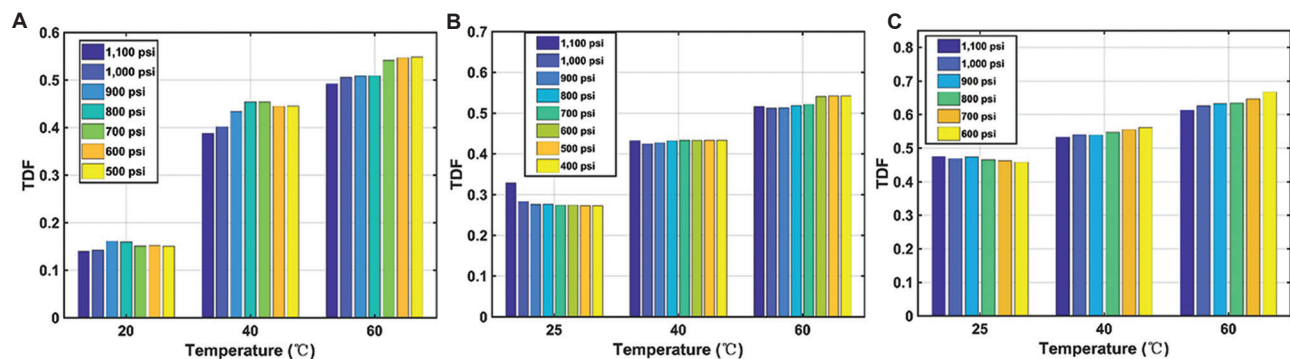 A
TDF
0.6
0.5
0.4
0.3
0.2
0.1
0
1,100 psi
1,000 psi
900 psi
800 psi
700 psi
600 psi
500 psi
20
40
60
Temperature (℃)
B
TDF
0.7
0.6
0.5
0.4
0.3
0.2
0.1
0
1,100 psi
1,000 psi
900 psi
800 psi
700 psi
600 psi
500 psi
400 psi
25
40
60
Temperature (℃)
C
TDF
0.8
0.7
0.6
0.5
0.4
0.3
0.2
0.1
0
1,100 psi
1,000 psi
900 psi
800 psi
700 psi
600 psi
25
40
60
Temperature (℃)